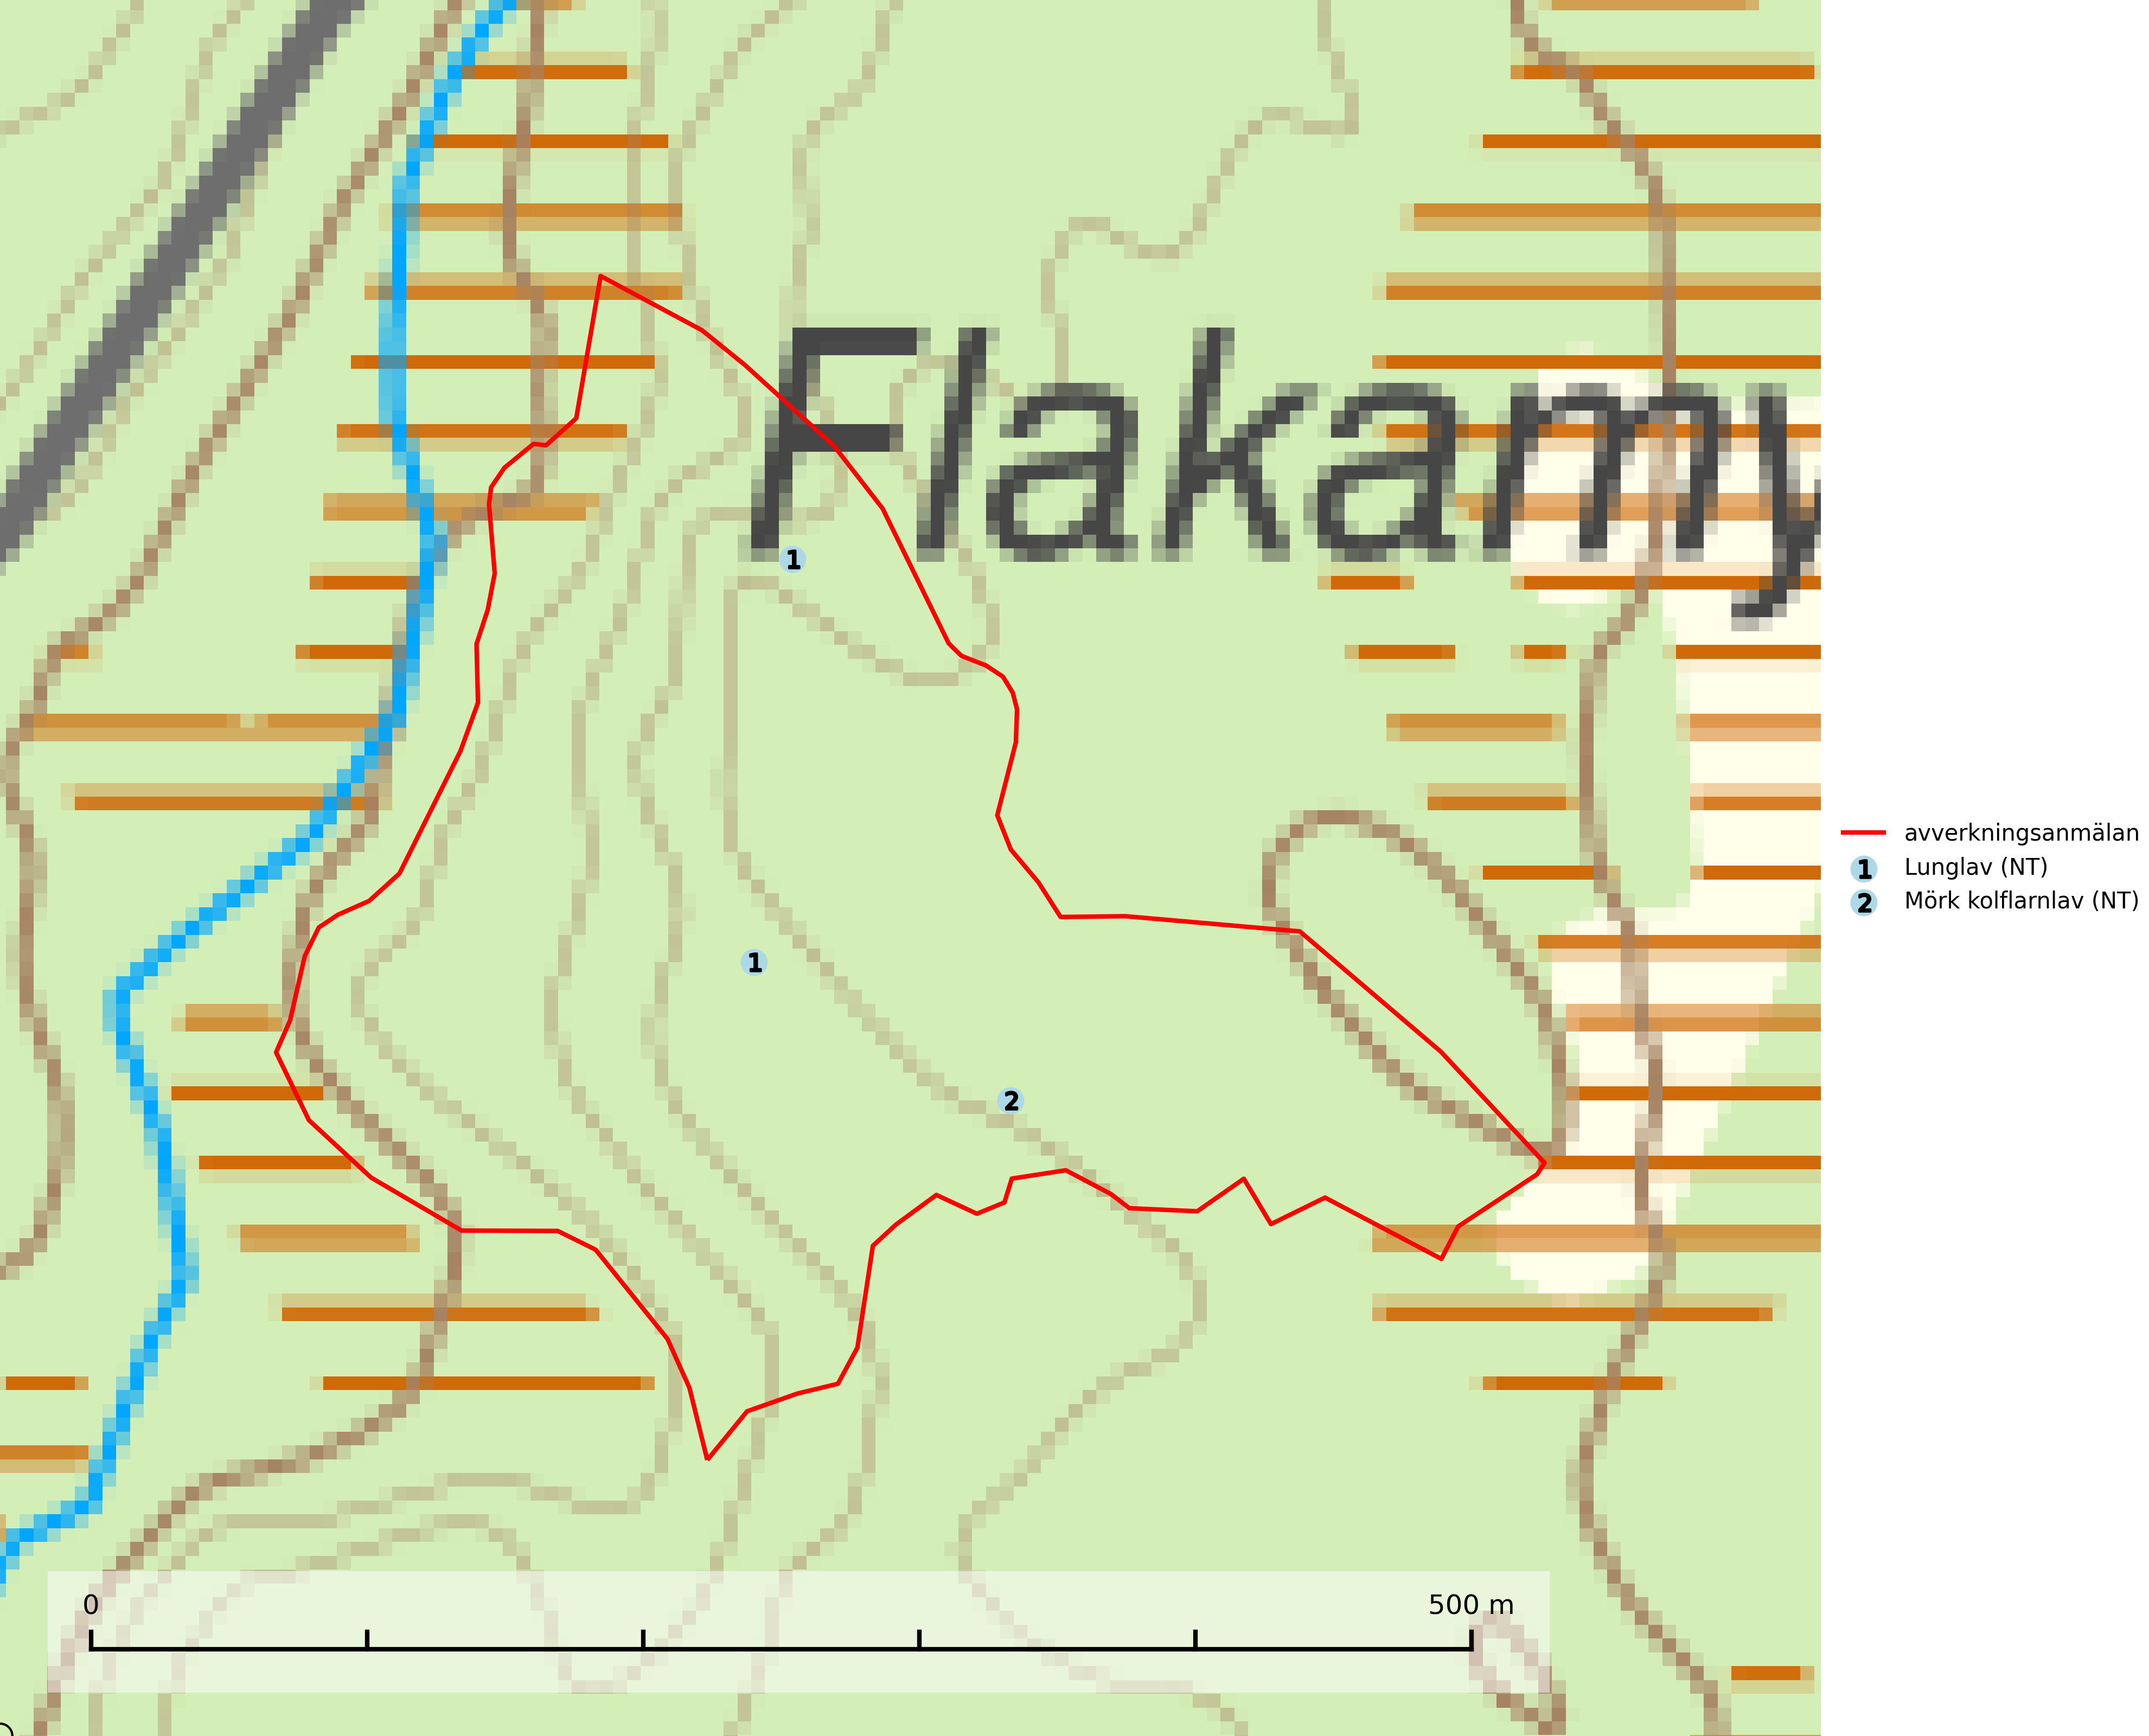 Flakamy
1
1
2
avverkningsanmälan
1 Lunglav (NT)
2 Mörk kolflarnlav (NT)
0 500 m